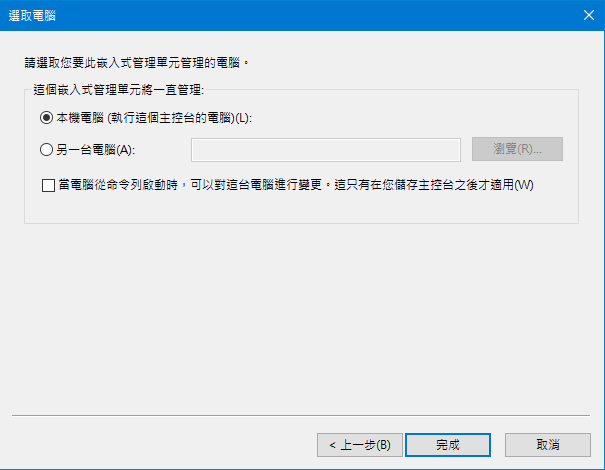 選取電腦
請選取您要此嵌入式管理單元管理的電腦。
這個嵌入式管理單元將一直管理:
本機電腦 (執行這個主控台的電腦)(L):
另一台電腦(A):
瀏覽(R)...
當電腦從命令列啟動時，可以對這台電腦進行變更。這只有在您儲存主控台之後才適用(W)
< 上一步(B)
完成
取消